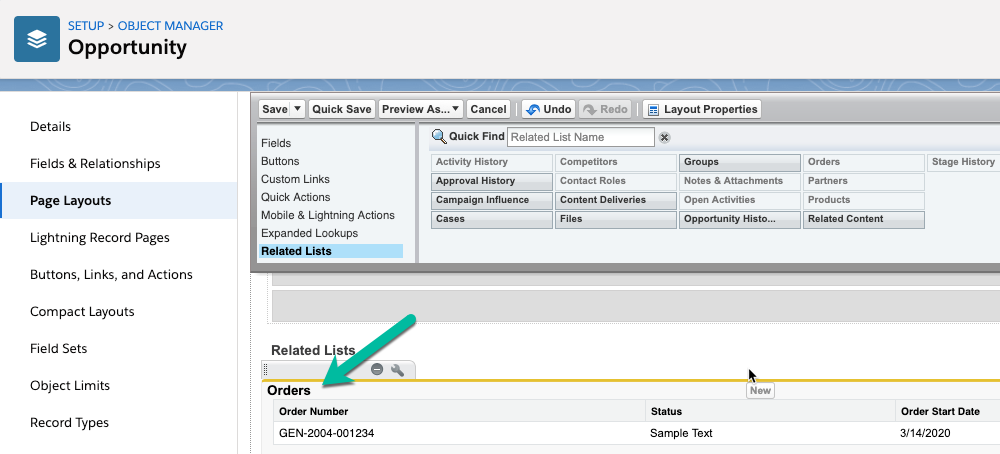 SETUP > OBJECT MANAGER
Opportunity
Details
Fields & Relationships
Page Layouts
Lightning Record Pages
Buttons, Links, and Actions
Compact Layouts
Field Sets
Object Limits
Record Types
Save Quick Save Preview As... Cancel Undo Redo Layout Properties
Fields
Buttons
Custom Links
Quick Actions
Mobile & Lightning Actions
Expanded Lookups
Related Lists
Quick Find Related List Name
Activity History Competitors Groups Orders Stage History
Approval History Contact Roles Notes & Attachments Partners
Campaign Influence Content Deliveries Open Activities Products
Cases Files Opportunity Histo... Related Content
Related Lists
Orders
New
Order Number Status Order Start Date
GEN-2004-001234 Sample Text 3/14/2020